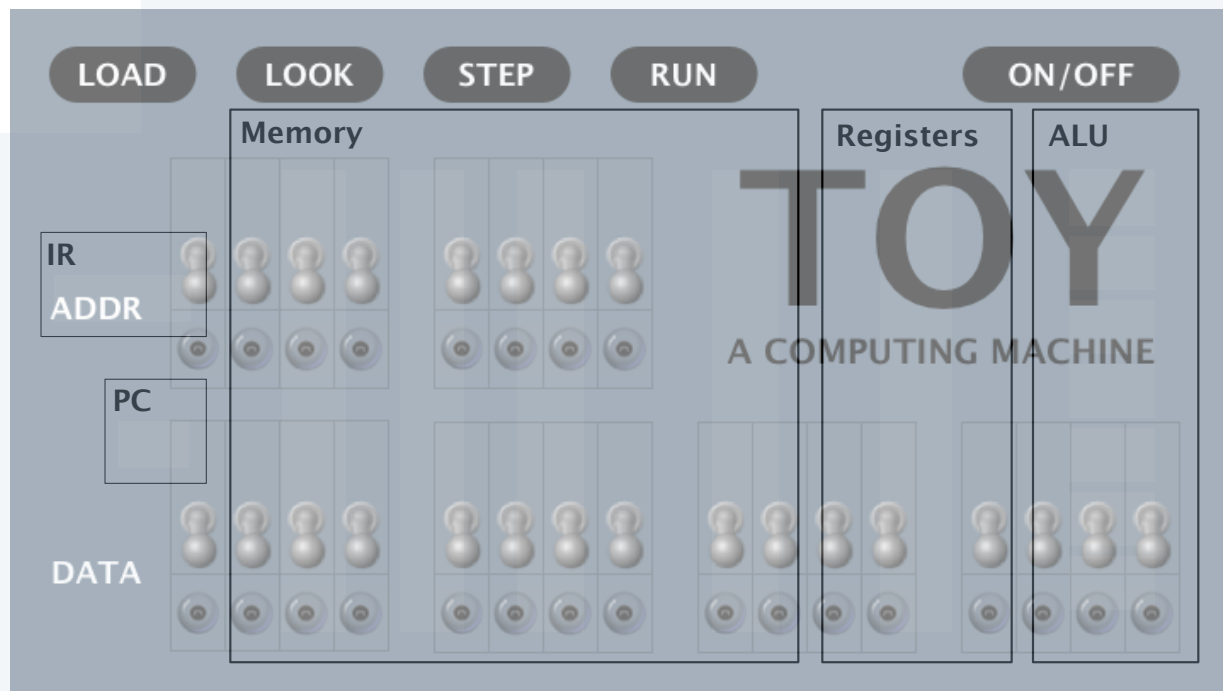 LOAD
LOOK
STEP
RUN
ON/OFF
Memory
Registers
ALU
TOY
IR
ADDR
A COMPUTING MACHINE
PC
DATA